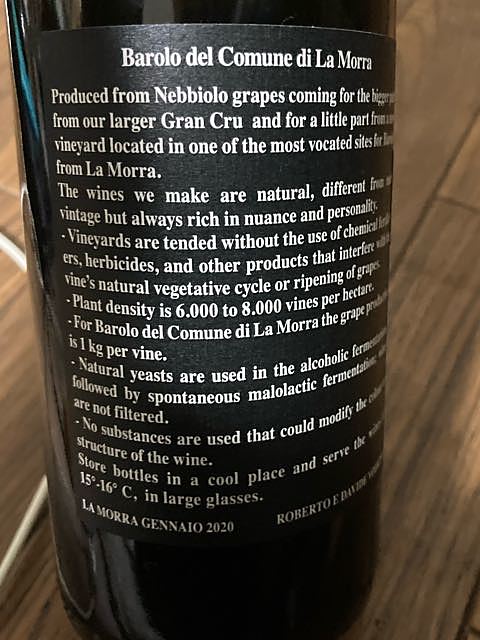 Barolo del Comune di La Morra
Produced from Nebbiolo grapes coming for the bigger
from our larger Gran Cru and for a little part from a
vineyard located in one of the most vocated sites for
from La Morra.
The wines we make are natural, different from
vintage but always rich in nuance and personality.
- Vineyards are tended without the use of chemical
ers, herbicides, and other products that interfere
vine's natural vegetative cycle or ripening of grapes.
- Plant density is 6.000 to 8.000 vines per hectare.
- For Barolo del Comune di La Morra the grape
is 1 kg per vine.
- Natural yeasts are used in the alcoholic
followed by spontaneous malolactic fermentation;
are not filtered.
- No substances are used that could modify the
structure of the wine.
Store bottles in a cool place and serve the
15°-16° C, in large glasses.
LA MORRA GENNAIO 2020 ROBERTO E DAVIDE